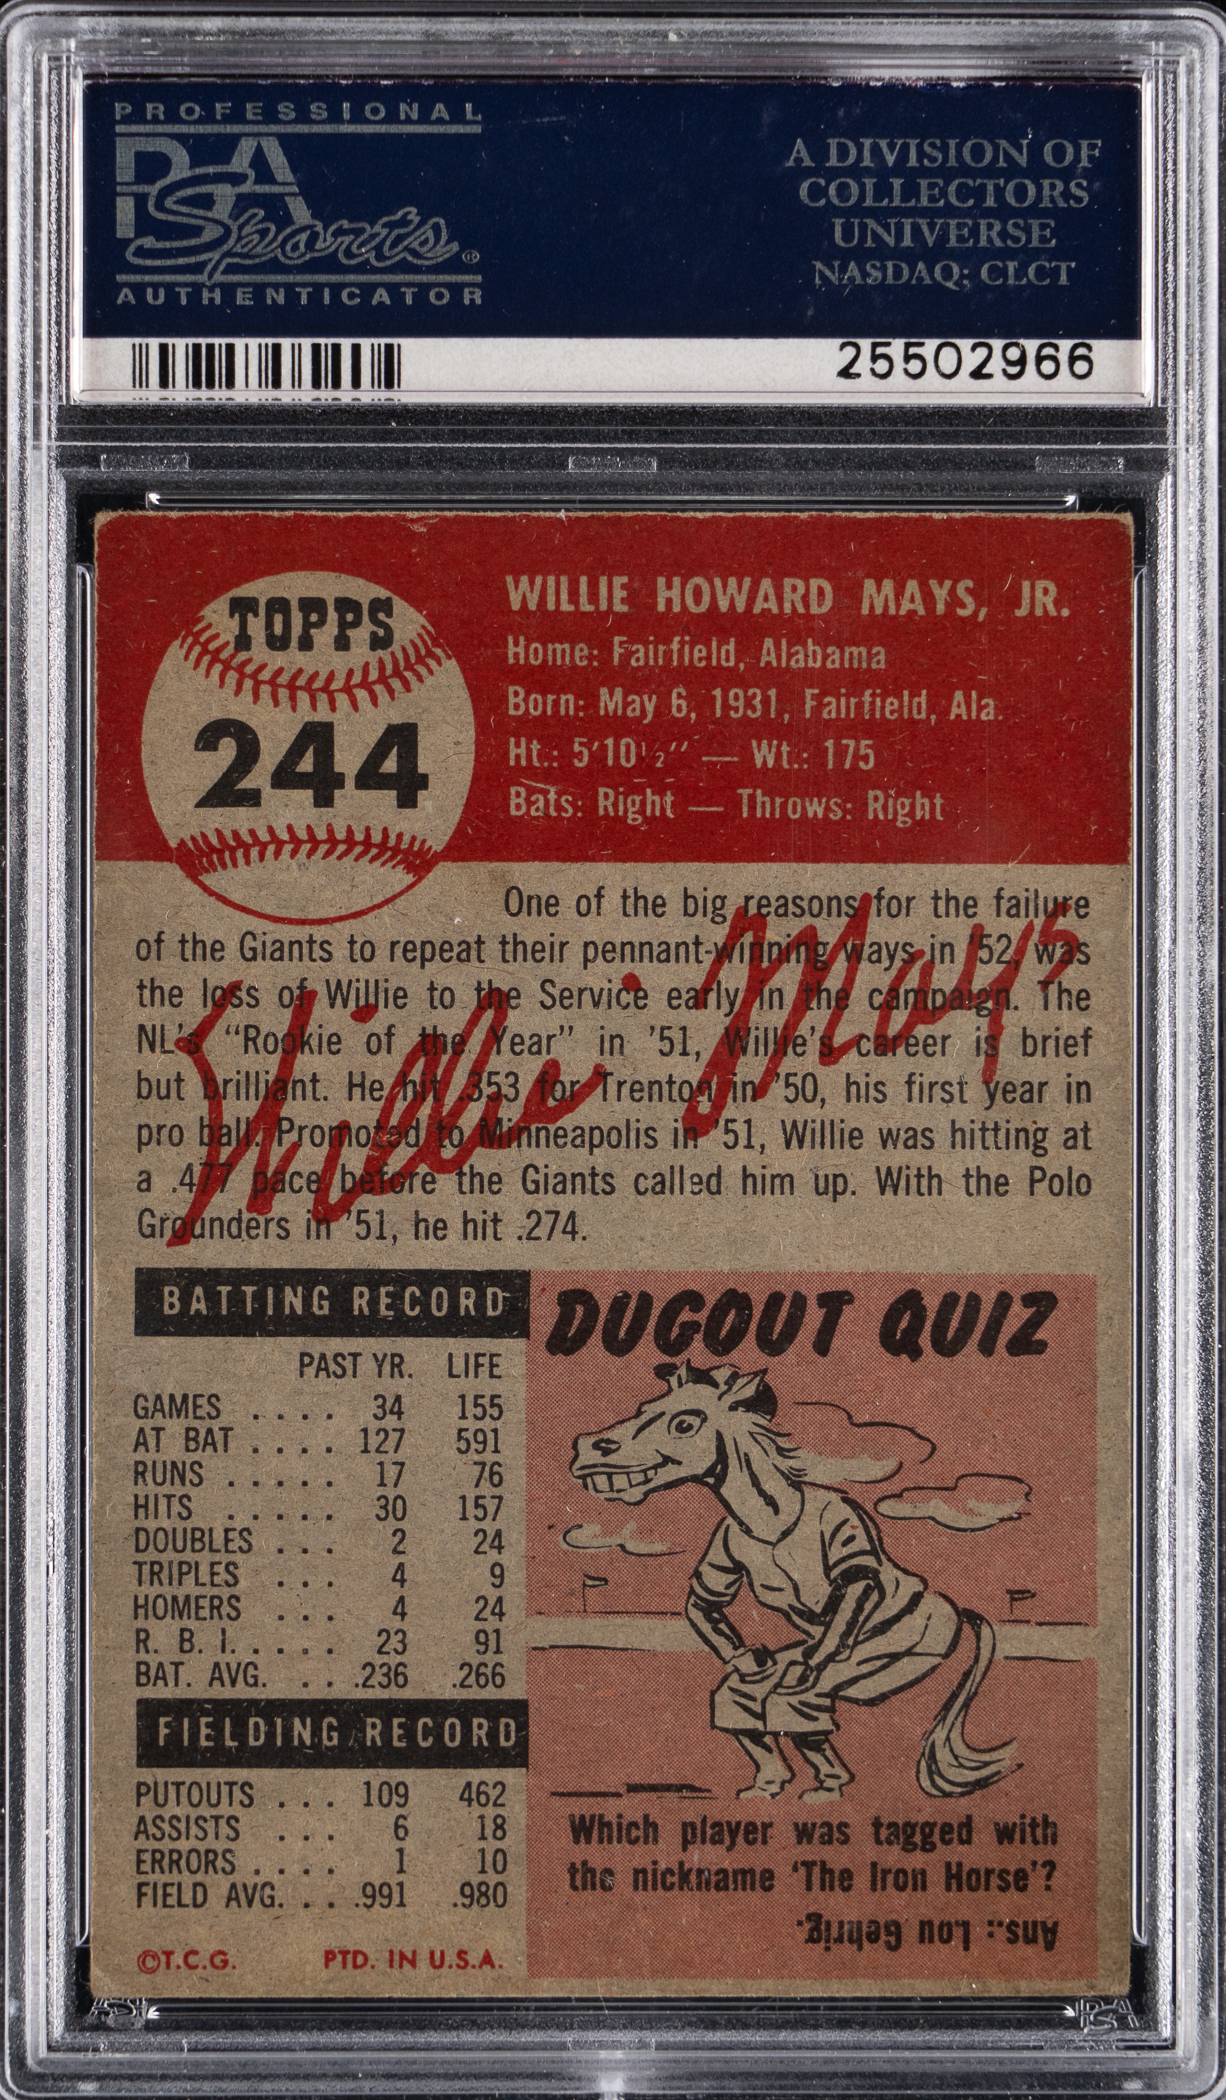 PROFESSIONAL
PSA
Sports®
AUTHENTICATOR
A DIVISION OF
COLLECTORS
UNIVERSE
NASDAQ: CLCT
25502966
TOPPS
244
WILLIE HOWARD MAYS, JR.
Home: Fairfield, Alabama
Born: May 6, 1931, Fairfield, Ala.
Ht.: 5'10½" — Wt.: 175
Bats: Right — Throws: Right
One of the big reasons for the failure
of the Giants to repeat their pennant-winning ways in '52, was
the loss of Willie to the Service early in the campaign. The
NL's "Rookie of the Year" in '51, Willie's career is brief
but brilliant. He hit .353 for Trenton in '50, his first year in
pro ball. Promoted to Minneapolis in '51, Willie was hitting at
a .477 pace before the Giants called him up. With the Polo
Grounders in '51, he hit .274.
Willie Mays
BATTING RECORD
PAST YR. LIFE
GAMES . . . . 34 155
AT BAT . . . . 127 591
RUNS . . . . . 17 76
HITS . . . . . 30 157
DOUBLES . . . 2 24
TRIPLES . . . 4 9
HOMERS . . . 4 24
R. B. I. . . . . . 23 91
BAT. AVG. . . .236 .266
FIELDING RECORD
PUTOUTS . . . 109 462
ASSISTS . . . 6 18
ERRORS . . . . 1 10
FIELD AVG. . . .991 .980
©T.C.G. PTD. IN U.S.A.
DUGOUT QUIZ
Which player was tagged with
the nickname 'The Iron Horse'?
Ans.: Lou Gehrig.
PSA
PSA